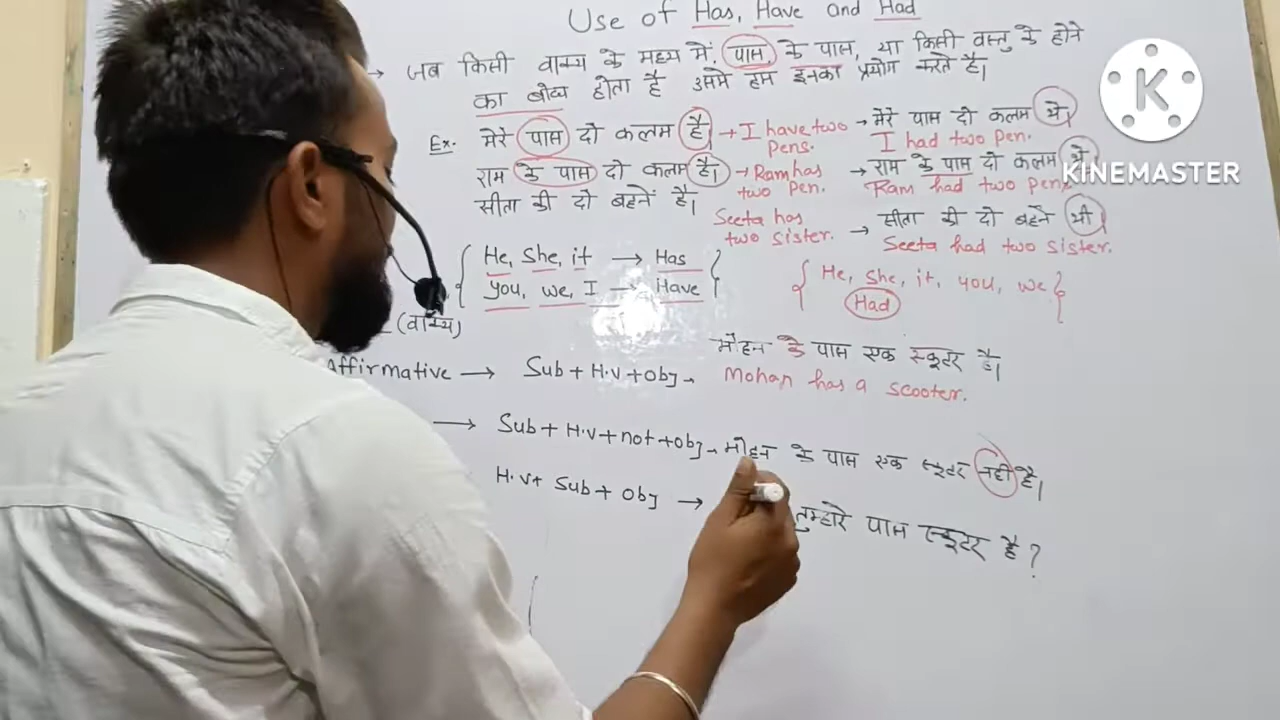 Use of Has, Have and Had
→ जब किसी वाक्य के मध्य में पास के पास, या किसी वस्तु के होने
का बोध होता है उसमे हम इनका प्रयोग करते है।
Ex. मेरे पास दो कलम है। → I have two pens. → मेरे पास दो कलम थे।
I had two pen.
राम के पास दो कलम है। → Ram has two pen. → राम के पास दो कलम थे
Ram had two pen
सीता की दो बहनें है। Seeta has two sister. → सीता की दो बहनें थी।
Seeta had two sister.
{ He, She, it → Has }
{ you, we, I → Have }
{ He, She, it, you, we }
Had
(वाक्य)
Affirmative → Sub + H.v + Obj → मोहन के पास एक स्कूटर है।
Mohan has a scooter.
→ Sub + H.v + not + Obj → मोहन के पास एक स्कूटर नही है।
H.v + Sub + Obj → तुम्हारे पास स्कूटर है?
K
KINEMASTER